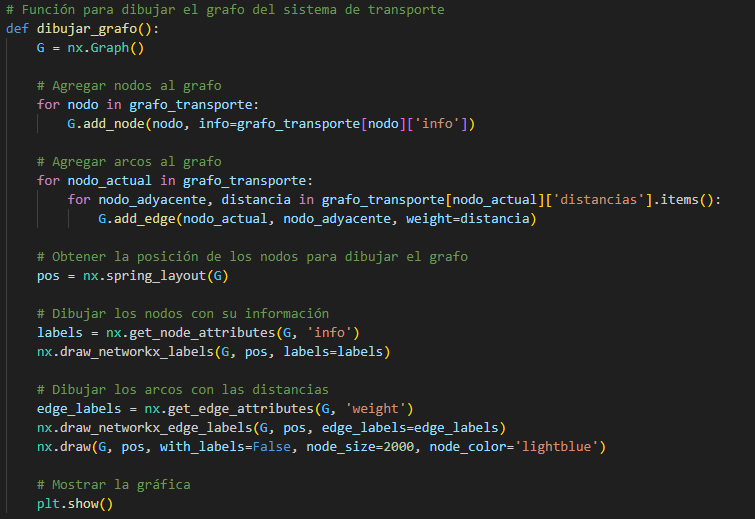 # Función para dibujar el grafo del sistema de transporte
def dibujar_grafo():
    G = nx.Graph()

    # Agregar nodos al grafo
    for nodo in grafo_transporte:
        G.add_node(nodo, info=grafo_transporte[nodo]['info'])

    # Agregar arcos al grafo
    for nodo_actual in grafo_transporte:
        for nodo_adyacente, distancia in grafo_transporte[nodo_actual]['distancias'].items():
            G.add_edge(nodo_actual, nodo_adyacente, weight=distancia)

    # Obtener la posición de los nodos para dibujar el grafo
    pos = nx.spring_layout(G)

    # Dibujar los nodos con su información
    labels = nx.get_node_attributes(G, 'info')
    nx.draw_networkx_labels(G, pos, labels=labels)

    # Dibujar los arcos con las distancias
    edge_labels = nx.get_edge_attributes(G, 'weight')
    nx.draw_networkx_edge_labels(G, pos, edge_labels=edge_labels)
    nx.draw(G, pos, with_labels=False, node_size=2000, node_color='lightblue')

    # Mostrar la gráfica
    plt.show()